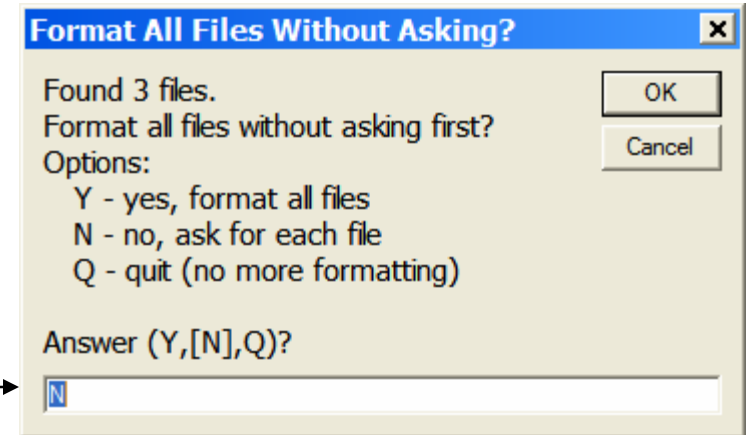 Format All Files Without Asking?
Found 3 files.
OK
Format all files without asking first?
Cancel
Options:
Y - yes, format all files
N - no, ask for each file
Q - quit (no more formatting)
Answer (Y,[N],Q)?
N